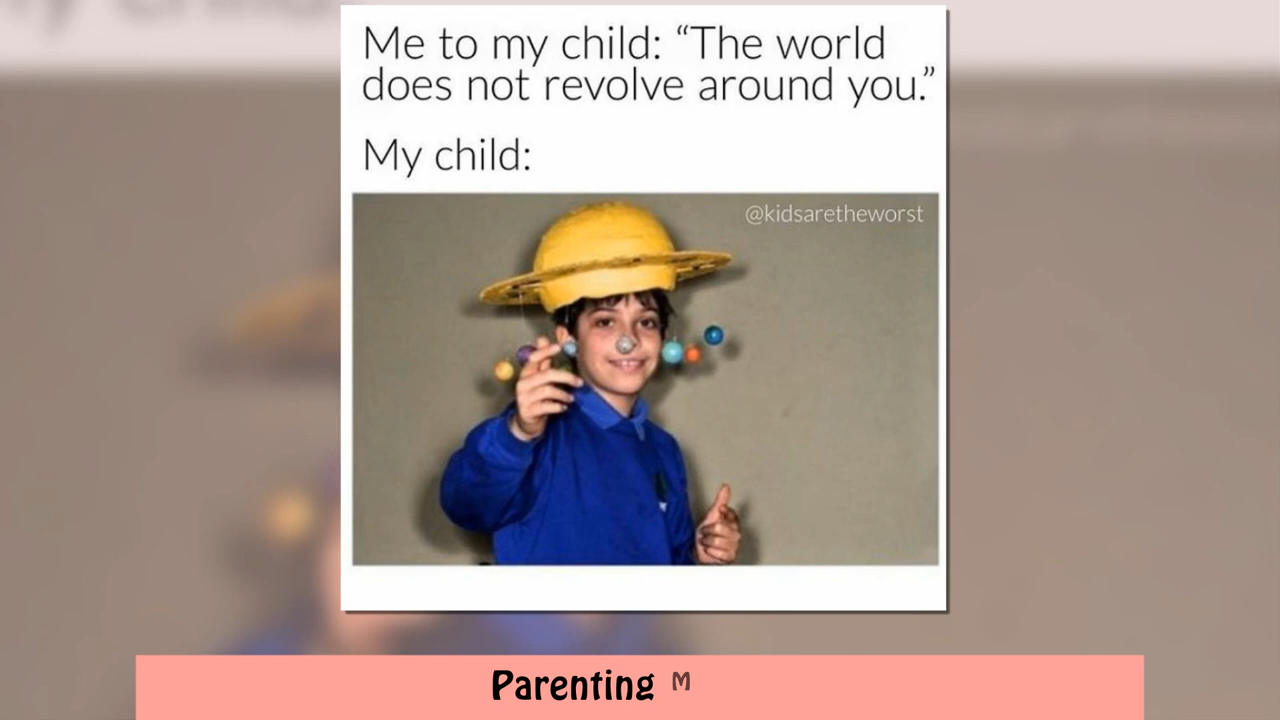 Me to my child: “The world
does not revolve around you.”
My child:
@kidsaretheworst
Parenting M